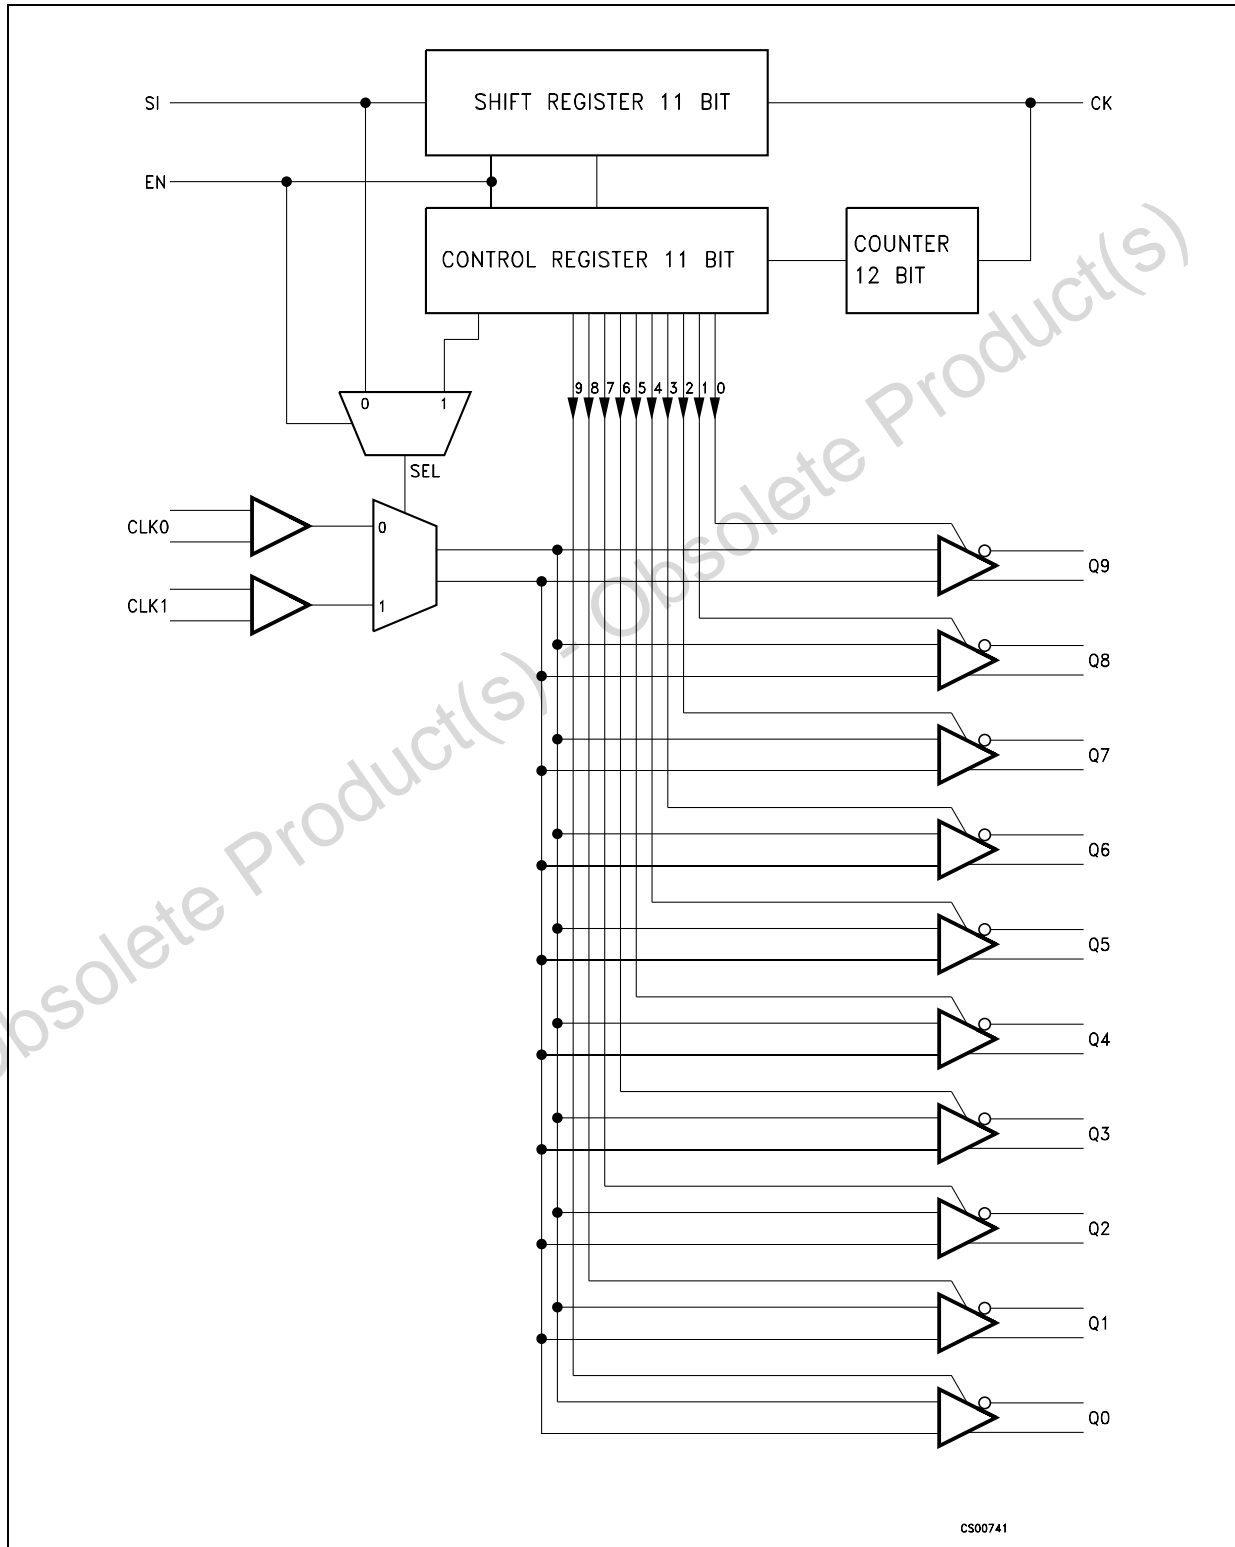 SI
SHIFT REGISTER 11 BIT
CK
EN
CONTROL REGISTER 11 BIT
COUNTER
12 BIT
9 8 7 6 5 4 3 2 1 0
0 1
SEL
CLK0
0
CLK1
1
Q9
Q8
Q7
Q6
Q5
Q4
Q3
Q2
Q1
Q0
Obsolete Product(s) - Obsolete Product(s)
CS00741